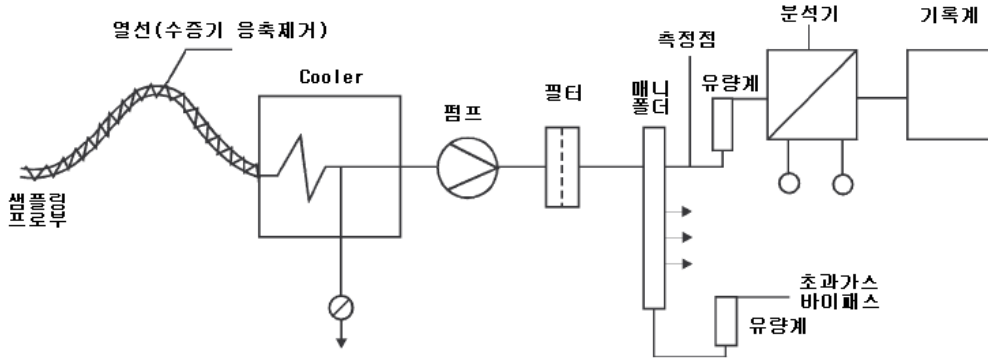 열선(수증기 응축제거)
Cooler
펌프
필터
매니
폴더
측정점
유량계
분석기
기록계
샘플링
프로부
초과가스
바이패스
유량계